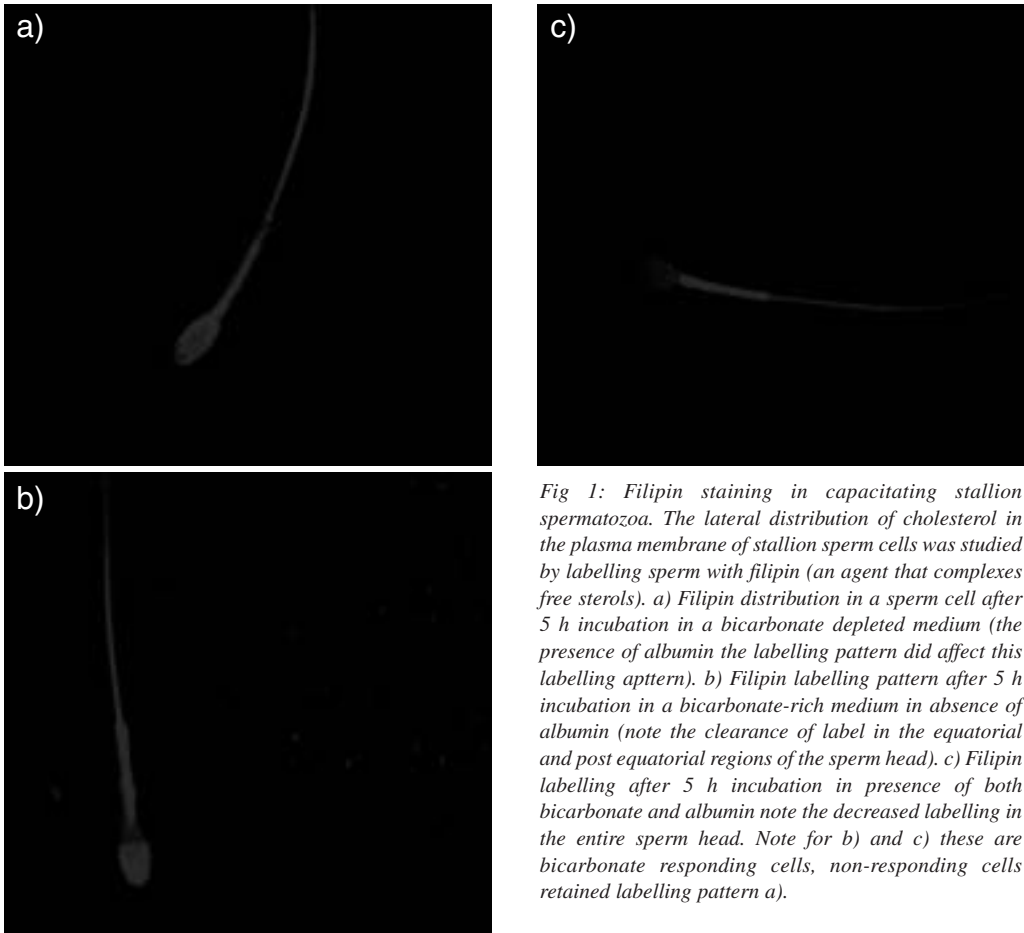 a)
c)
b)
Fig 1: Filipin staining in capacitating stallion
spermatozoa. The lateral distribution of cholesterol in
the plasma membrane of stallion sperm cells was studied
by labelling sperm with filipin (an agent that complexes
free sterols). a) Filipin distribution in a sperm cell after
5 h incubation in a bicarbonate depleted medium (the
presence of albumin the labelling pattern did affect this
labelling apttern). b) Filipin labelling pattern after 5 h
incubation in a bicarbonate-rich medium in absence of
albumin (note the clearance of label in the equatorial
and post equatorial regions of the sperm head). c) Filipin
labelling after 5 h incubation in presence of both
bicarbonate and albumin note the decreased labelling in
the entire sperm head. Note for b) and c) these are
bicarbonate responding cells, non-responding cells
retained labelling pattern a).